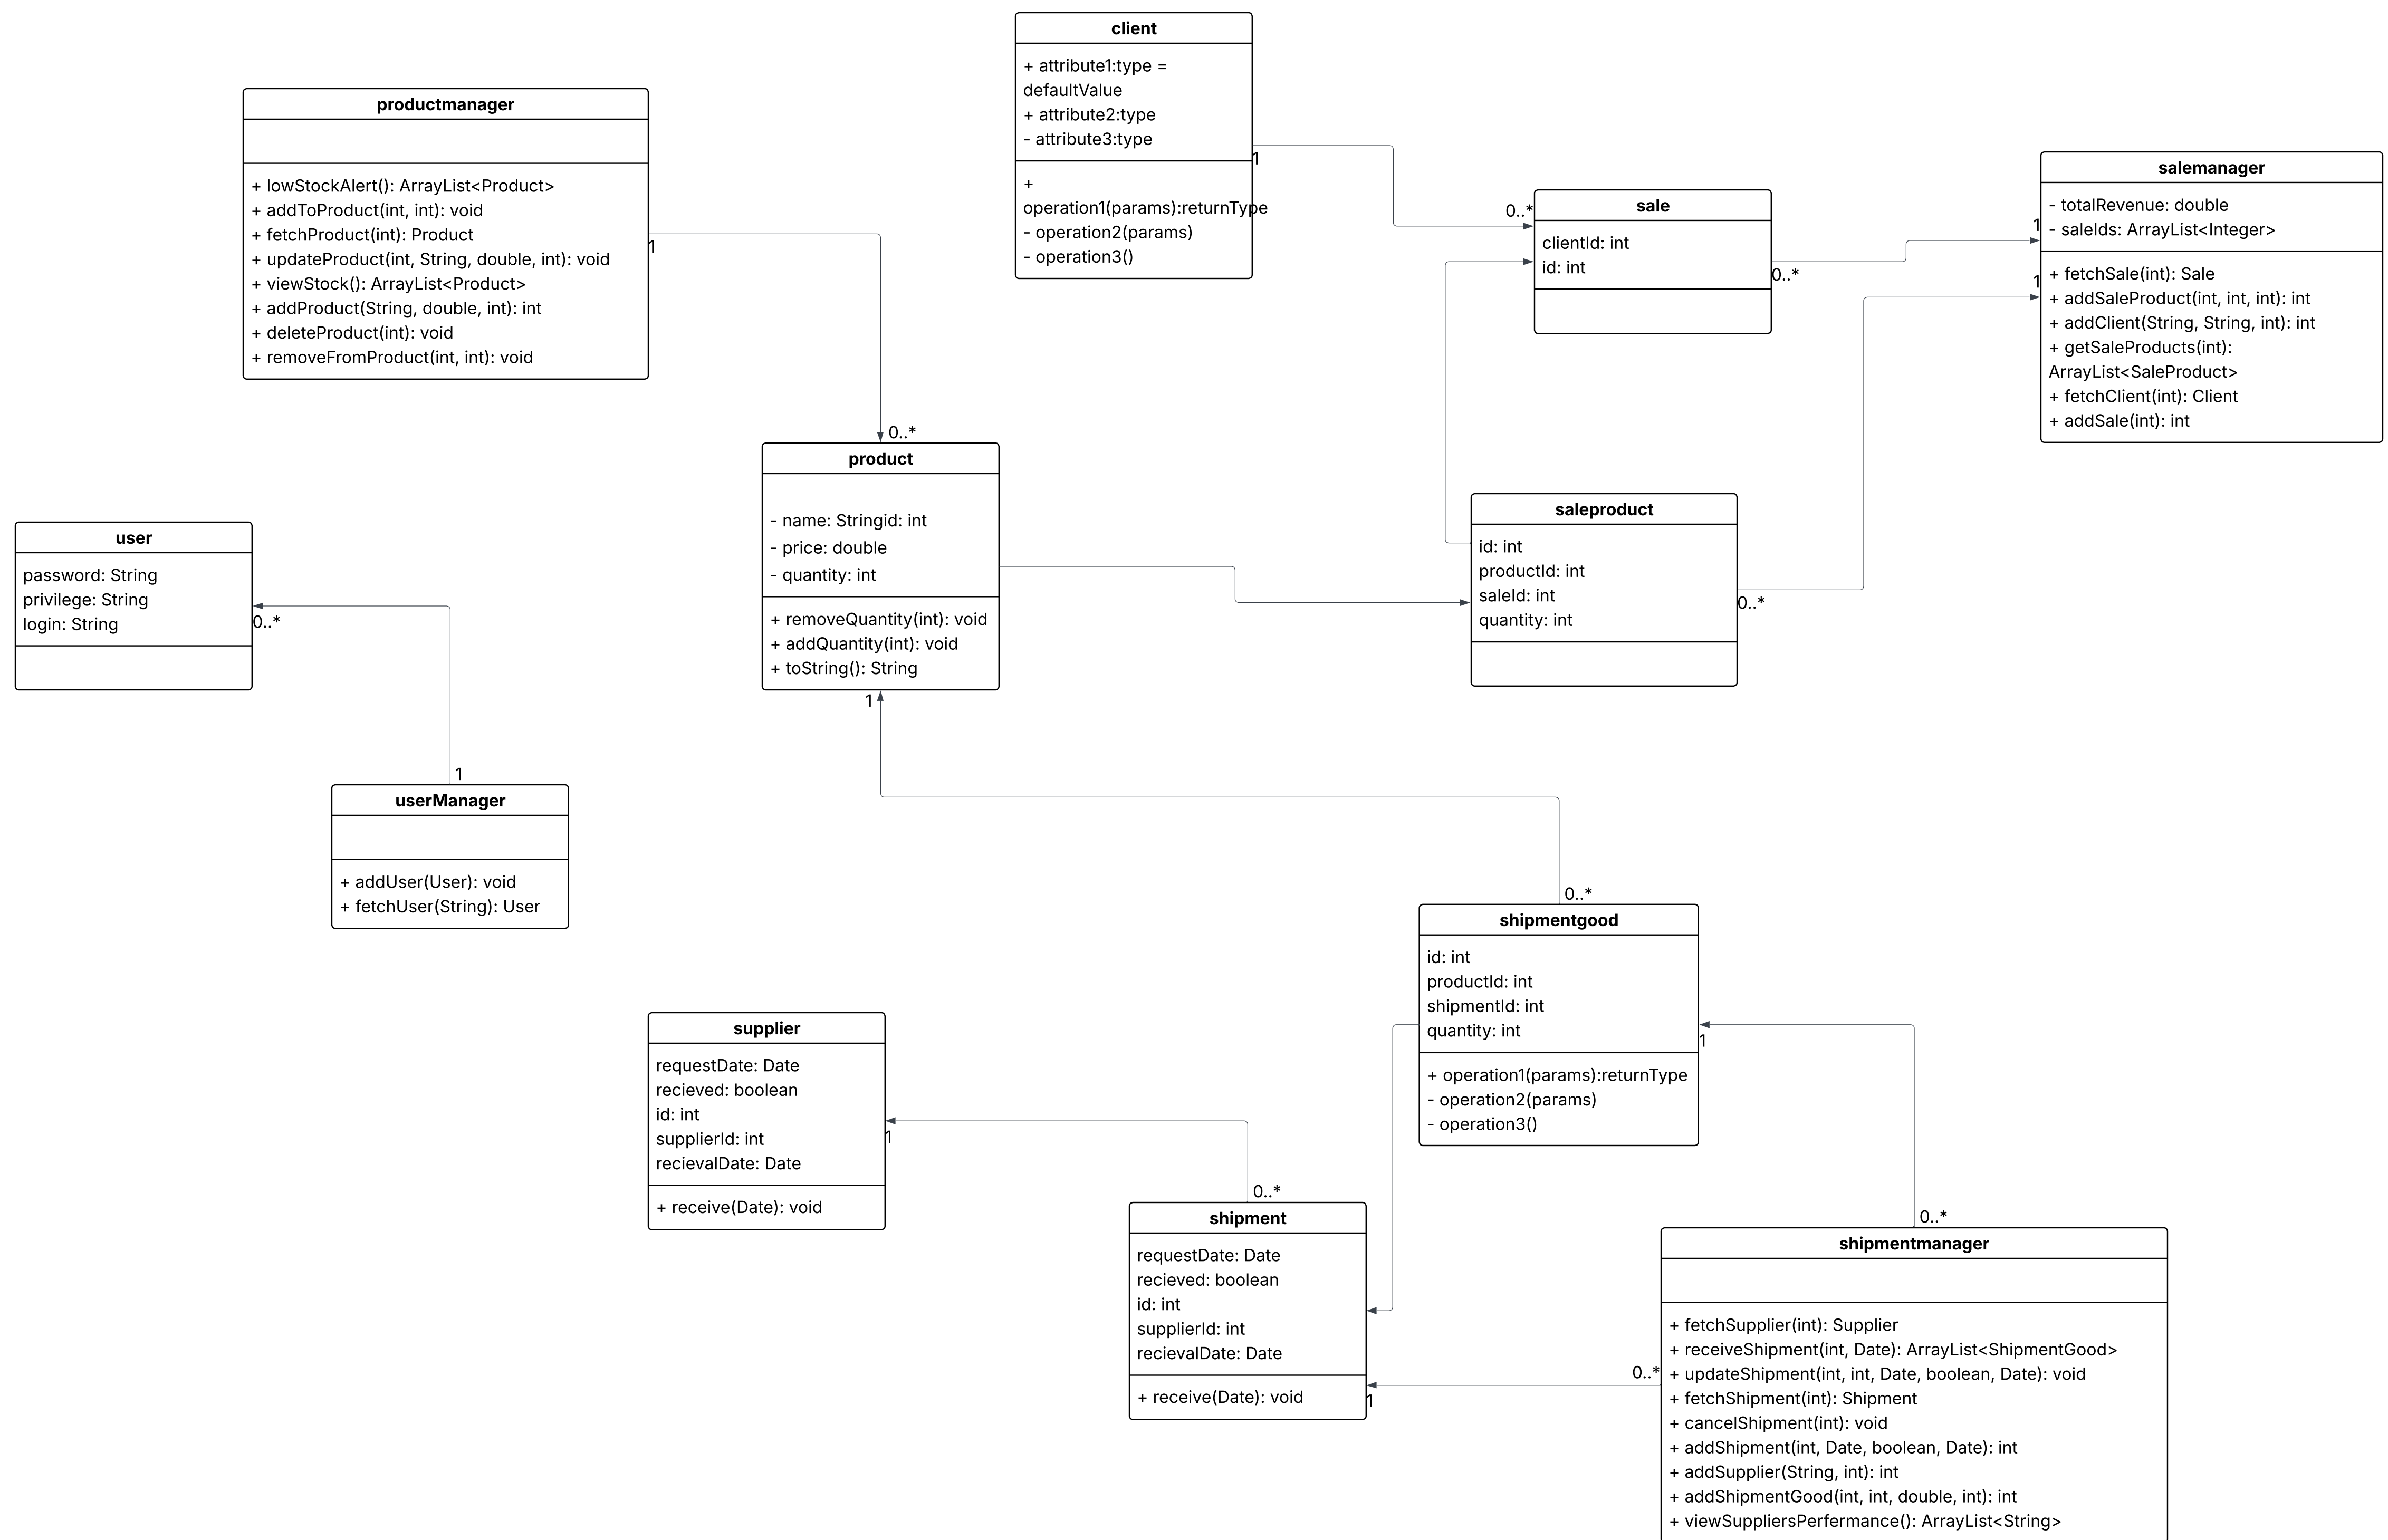 client
+ attribute1:type =
defaultValue
+ attribute2:type
- attribute3:type
+
operation1(params):returnType
- operation2(params)
- operation3()
1
productmanager
+ lowStockAlert(): ArrayList<Product>
+ addToProduct(int, int): void
+ fetchProduct(int): Product
+ updateProduct(int, String, double, int): void
+ viewStock(): ArrayList<Product>
+ addProduct(String, double, int): int
+ deleteProduct(int): void
+ removeFromProduct(int, int): void
1
0..*
0..*
sale
clientId: int
id: int
0..*
1
1
salemanager
- totalRevenue: double
- saleIds: ArrayList<Integer>
+ fetchSale(int): Sale
+ addSaleProduct(int, int, int): int
+ addClient(String, String, int): int
+ getSaleProducts(int):
ArrayList<SaleProduct>
+ fetchClient(int): Client
+ addSale(int): int
product
- name: Stringid: int
- price: double
- quantity: int
+ removeQuantity(int): void
+ addQuantity(int): void
+ toString(): String
1
saleproduct
id: int
productId: int
saleId: int
quantity: int
0..*
user
password: String
privilege: String
login: String
0..*
1
userManager
+ addUser(User): void
+ fetchUser(String): User
0..*
shipmentgood
id: int
productId: int
shipmentId: int
quantity: int
+ operation1(params):returnType
- operation2(params)
- operation3()
1
supplier
requestDate: Date
recieved: boolean
id: int
supplierId: int
recievalDate: Date
+ receive(Date): void
1
0..*
shipment
requestDate: Date
recieved: boolean
id: int
supplierId: int
recievalDate: Date
+ receive(Date): void
1
0..*
0..*
shipmentmanager
+ fetchSupplier(int): Supplier
+ receiveShipment(int, Date): ArrayList<ShipmentGood>
+ updateShipment(int, int, Date, boolean, Date): void
+ fetchShipment(int): Shipment
+ cancelShipment(int): void
+ addShipment(int, Date, boolean, Date): int
+ addSupplier(String, int): int
+ addShipmentGood(int, int, double, int): int
+ viewSuppliersPerfermance(): ArrayList<String>